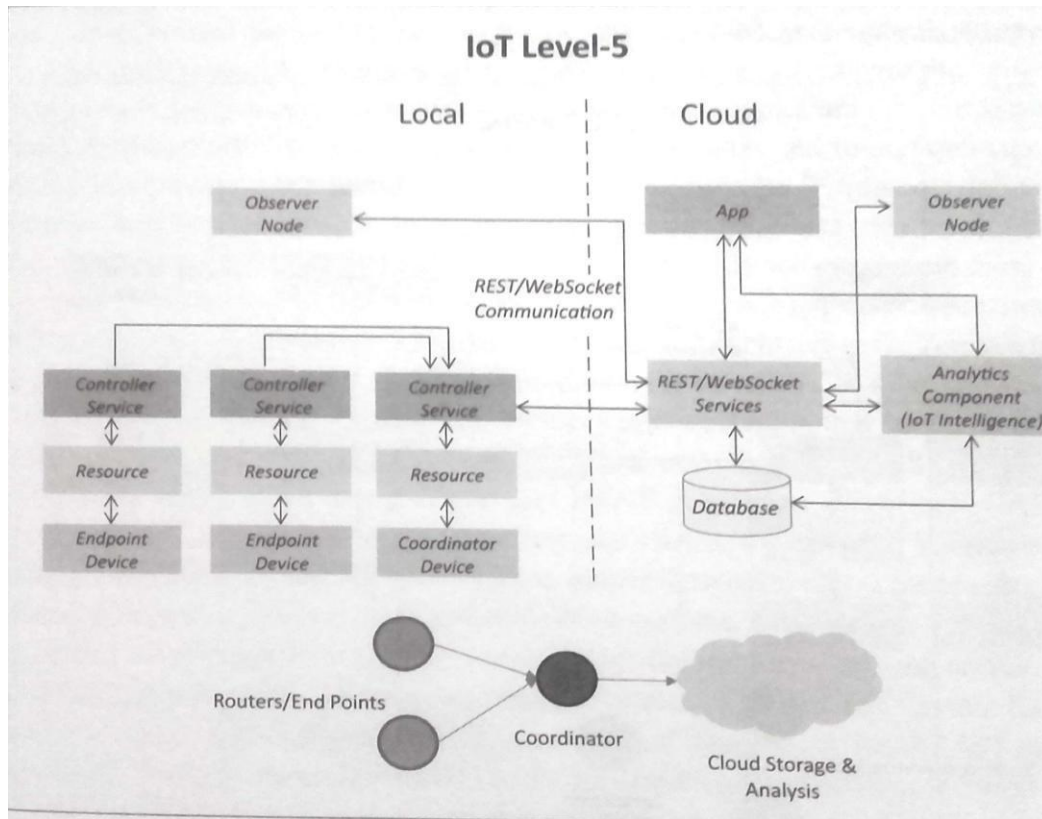 IoT Level-5
Local
Cloud
Observer
Node
App
Observer
Node
REST/WebSocket
Communication
Controller
Service
Controller
Service
Controller
Service
REST/WebSocket
Services
Analytics
Component
(IoT Intelligence)
Resource
Resource
Resource
Database
Endpoint
Device
Endpoint
Device
Coordinator
Device
Routers/End Points
Coordinator
Cloud Storage &
Analysis